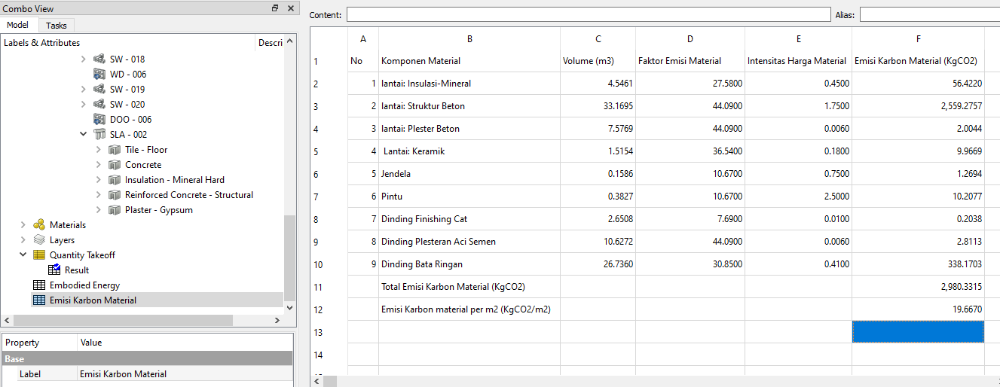 Combo View
Model Tasks
Labels & Attributes Descri
SW - 018
WD - 006
SW - 019
SW - 020
DOO - 006
SLA - 002
Tile - Floor
Concrete
Insulation - Mineral Hard
Reinforced Concrete - Structural
Plaster - Gypsum
Materials
Layers
Quantity Takeoff
Result
Embodied Energy
Emisi Karbon Material
Property Value
Base
Label Emisi Karbon Material
Content: Alias:
A B C D E F
1 No Komponen Material Volume (m3) Faktor Emisi Material Intensitas Harga Material Emisi Karbon Material (KgCO2)
2 1 lantai: Insulasi-Mineral 4.5461 27.5800 0.4500 56.4220
3 2 lantai: Struktur Beton 33.1695 44.0900 1.7500 2,559.2757
4 3 lantai: Plester Beton 7.5769 44.0900 0.0060 2.0044
5 4 Lantai: Keramik 1.5154 36.5400 0.1800 9.9669
6 5 Jendela 0.1586 10.6700 0.7500 1.2694
7 6 Pintu 0.3827 10.6700 2.5000 10.2077
8 7 Dinding Finishing Cat 2.6508 7.6900 0.0100 0.2038
9 8 Dinding Plesteran Aci Semen 10.6272 44.0900 0.0060 2.8113
10 9 Dinding Bata Ringan 26.7360 30.8500 0.4100 338.1703
11 Total Emisi Karbon Material (KgCO2) 2,980.3315
12 Emisi Karbon material per m2 (KgCO2/m2) 19.6670
13
14